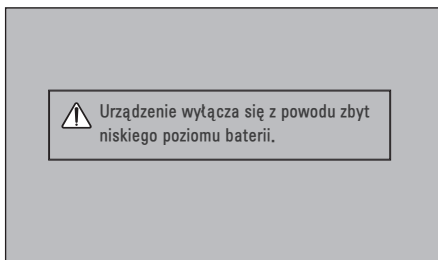 Urządzenie wyłącza się z powodu zbyt
niskiego poziomu baterii.